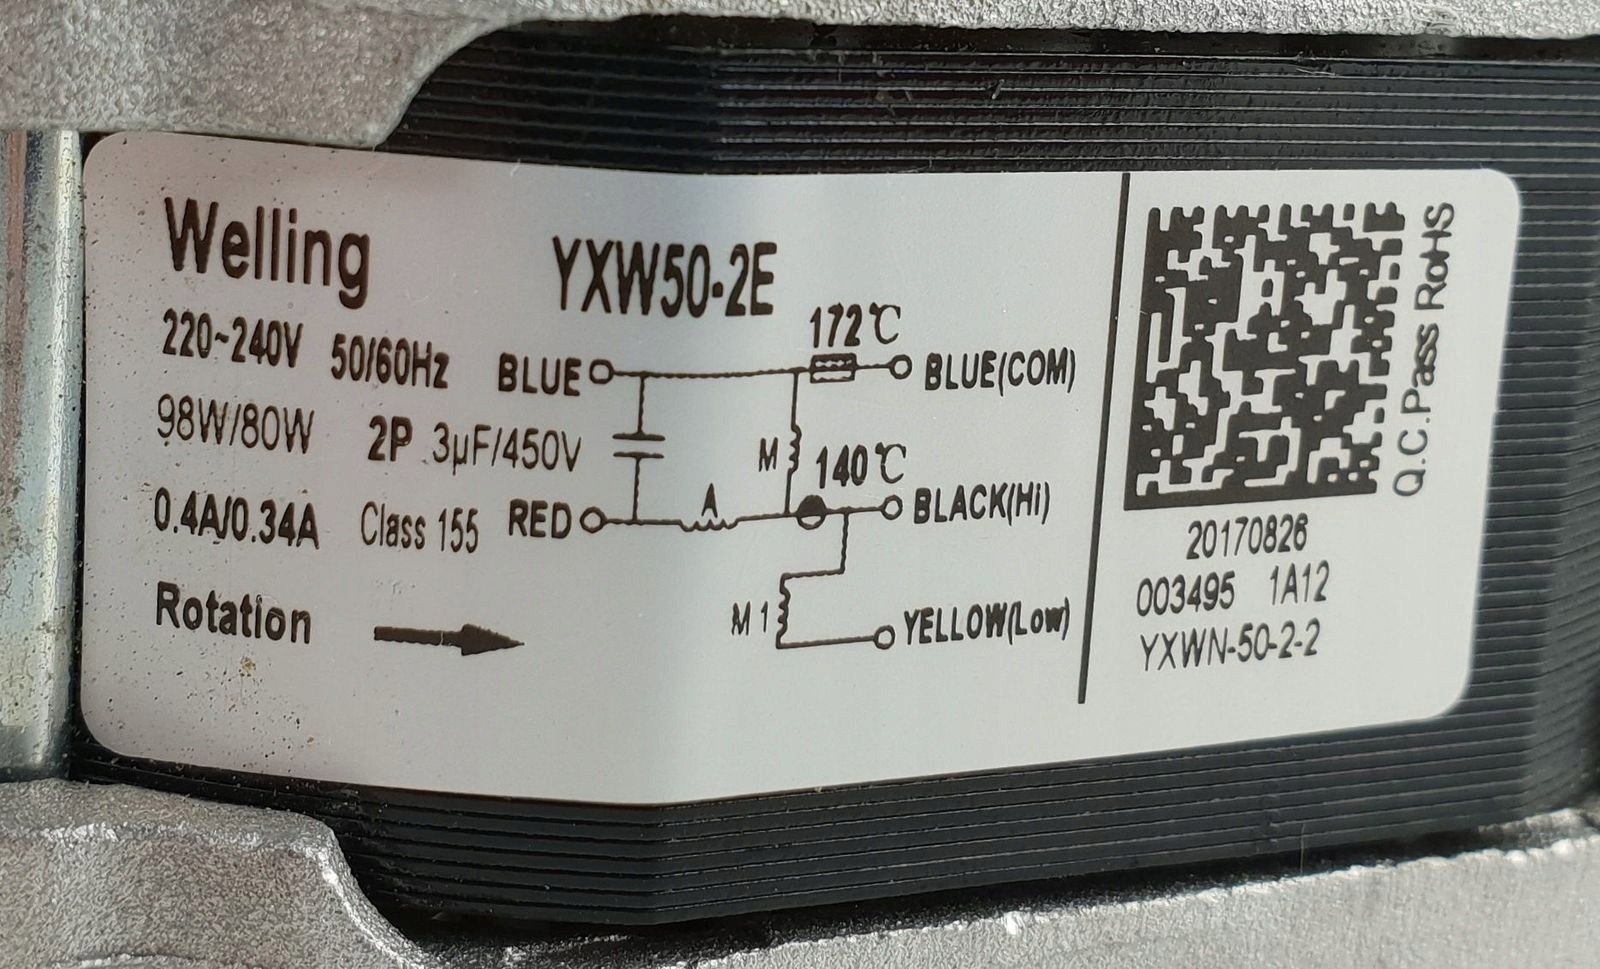 Welling YXW50-2E
172℃
220~240V 50/60Hz BLUE BLUE(COM)
98W/80W 2P 3μF/450V M 140℃
0.4A/0.34A Class 155 RED A BLACK(Hi)
Rotation M1 YELLOW(Low)
Q.C.Pass RoHS
20170826
003495 1A12
YXWN-50-2-2